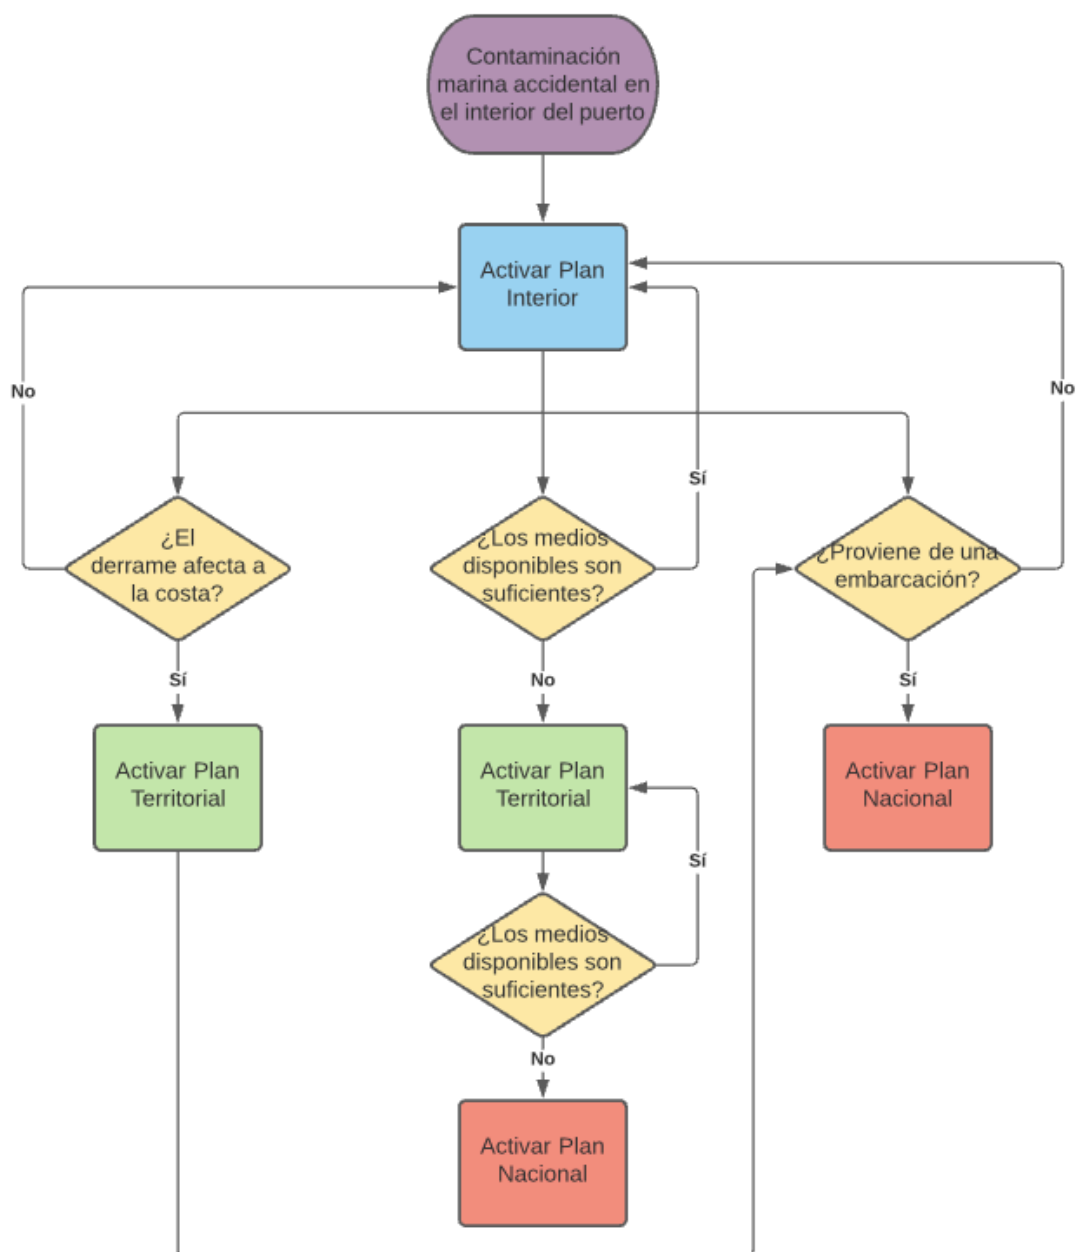 Contaminación
marina accidental en
el interior del puerto
Activar Plan
Interior
No
No
Sí
¿El
derrame afecta a
la costa?
¿Los medios
disponibles son
suficientes?
¿Proviene de una
embarcación?
Sí
No
Sí
Activar Plan
Territorial
Activar Plan
Territorial
Activar Plan
Nacional
Sí
¿Los medios
disponibles son
suficientes?
No
Activar Plan
Nacional